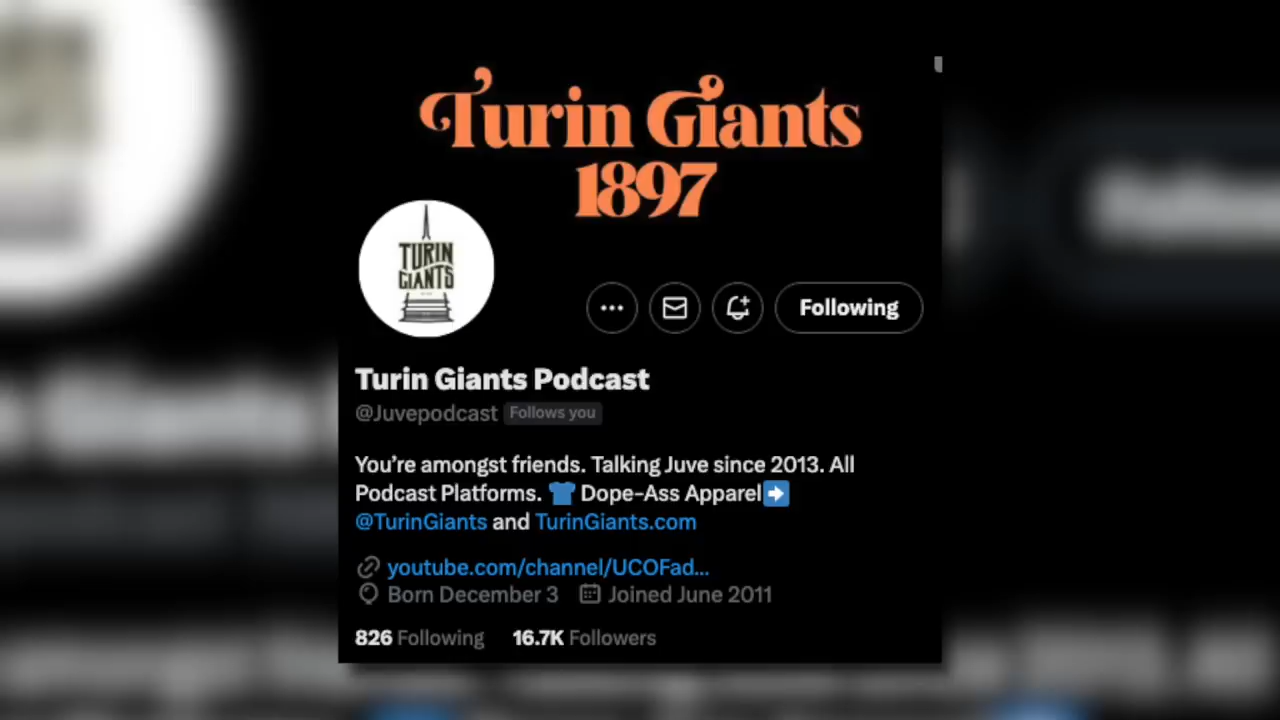 Turin Giants
1897
TURIN
GIANTS
Following
Turin Giants Podcast
@Juvepodcast Follows you
You’re amongst friends. Talking Juve since 2013. All
Podcast Platforms. 👕 Dope-Ass Apparel➡️
@TurinGiants and TurinGiants.com
youtube.com/channel/UCOFad...
Born December 3 Joined June 2011
826 Following 16.7K Followers